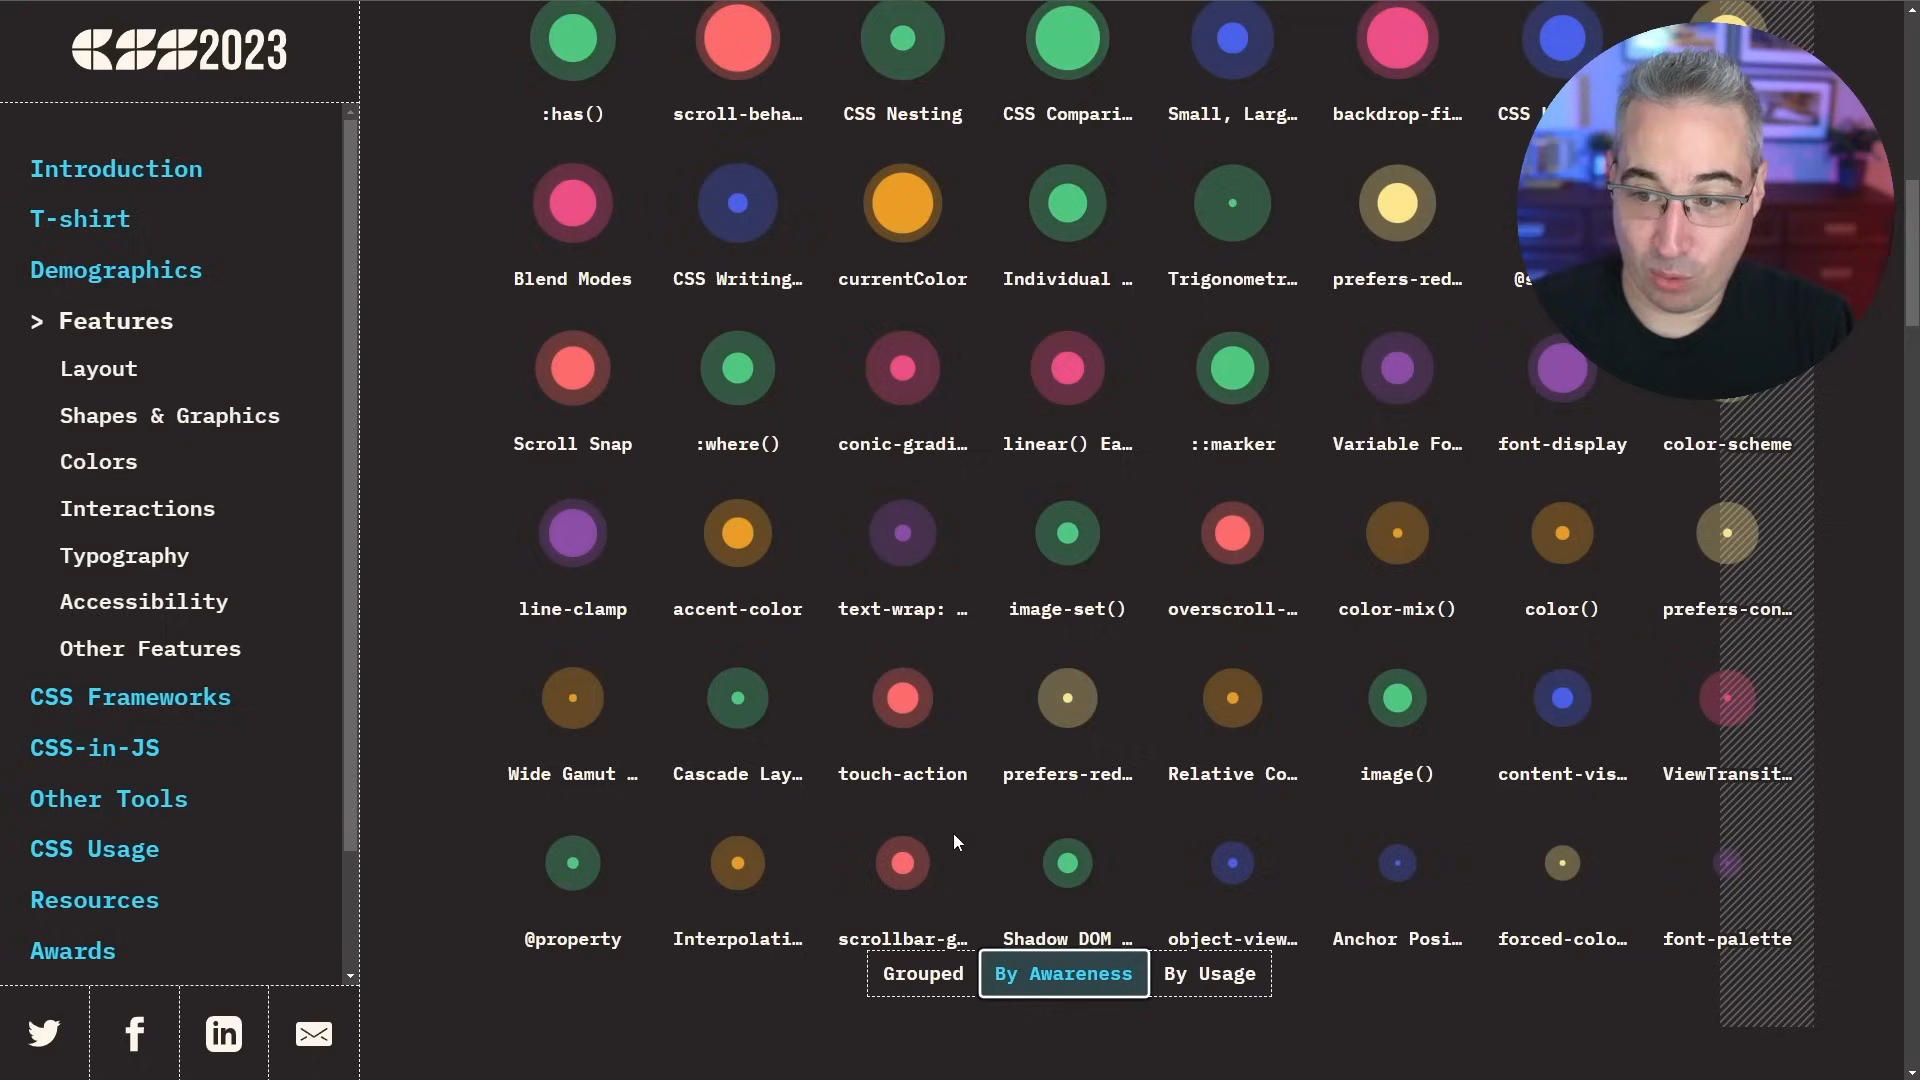 CSS2023
Introduction
T-shirt
Demographics
> Features
Layout
Shapes & Graphics
Colors
Interactions
Typography
Accessibility
Other Features
CSS Frameworks
CSS-in-JS
Other Tools
CSS Usage
Resources
Awards
:has() scroll-beha… CSS Nesting CSS Compari… Small, Larg… backdrop-fi… CSS
Blend Modes CSS Writing… currentColor Individual … Trigonometr… prefers-red…
Scroll Snap :where() conic-gradi… linear() Ea… ::marker Variable Fo… font-display color-scheme
line-clamp accent-color text-wrap: … image-set() overscroll-… color-mix() color() prefers-con…
Wide Gamut … Cascade Lay… touch-action prefers-red… Relative Co… image() content-vis… ViewTransit…
@property Interpolati… scrollbar-g… Shadow DOM … object-view… Anchor Posi… forced-colo… font-palette
Grouped By Awareness By Usage